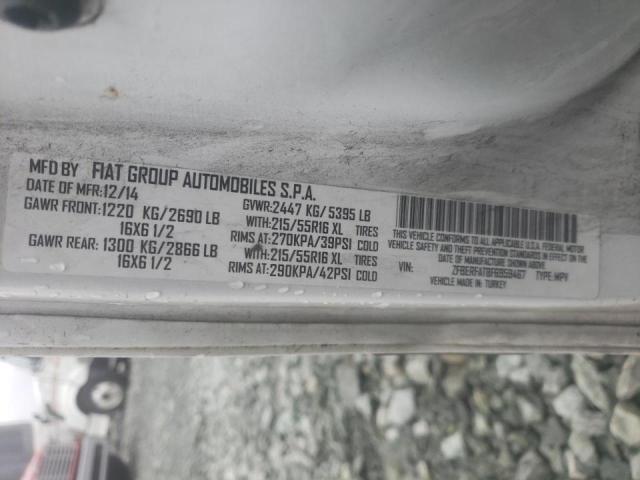 MFD BY FIAT GROUP AUTOMOBILES S.P.A.
DATE OF MFR:12/14
GVWR:2447 KG/5395 LB
GAWR FRONT:1220 KG/2690 LB
WITH:215/55R16 XL TIRES
16X6 1/2
RIMS AT:270KPA/39PSI COLD
GAWR REAR: 1300 KG/2866 LB
WITH:215/55R16 XL TIRES
16X6 1/2
RIMS AT:290KPA/42PSI COLD
THIS VEHICLE CONFORMS TO ALL APPLICABLE U.S.A. FEDERAL MOTOR
VEHICLE SAFETY AND THEFT PREVENTION STANDARDS IN EFFECT ON THE
DATE OF MANUFACTURE SHOWN ABOVE.
VIN: TYPE: MPV
VEHICLE MADE IN: TURKEY